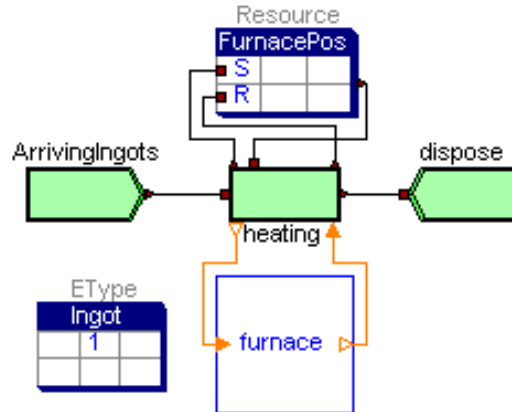 Resource
FurnacePos
S
R
ArrivingIngots
dispose
heating
EType
Ingot
1
furnace